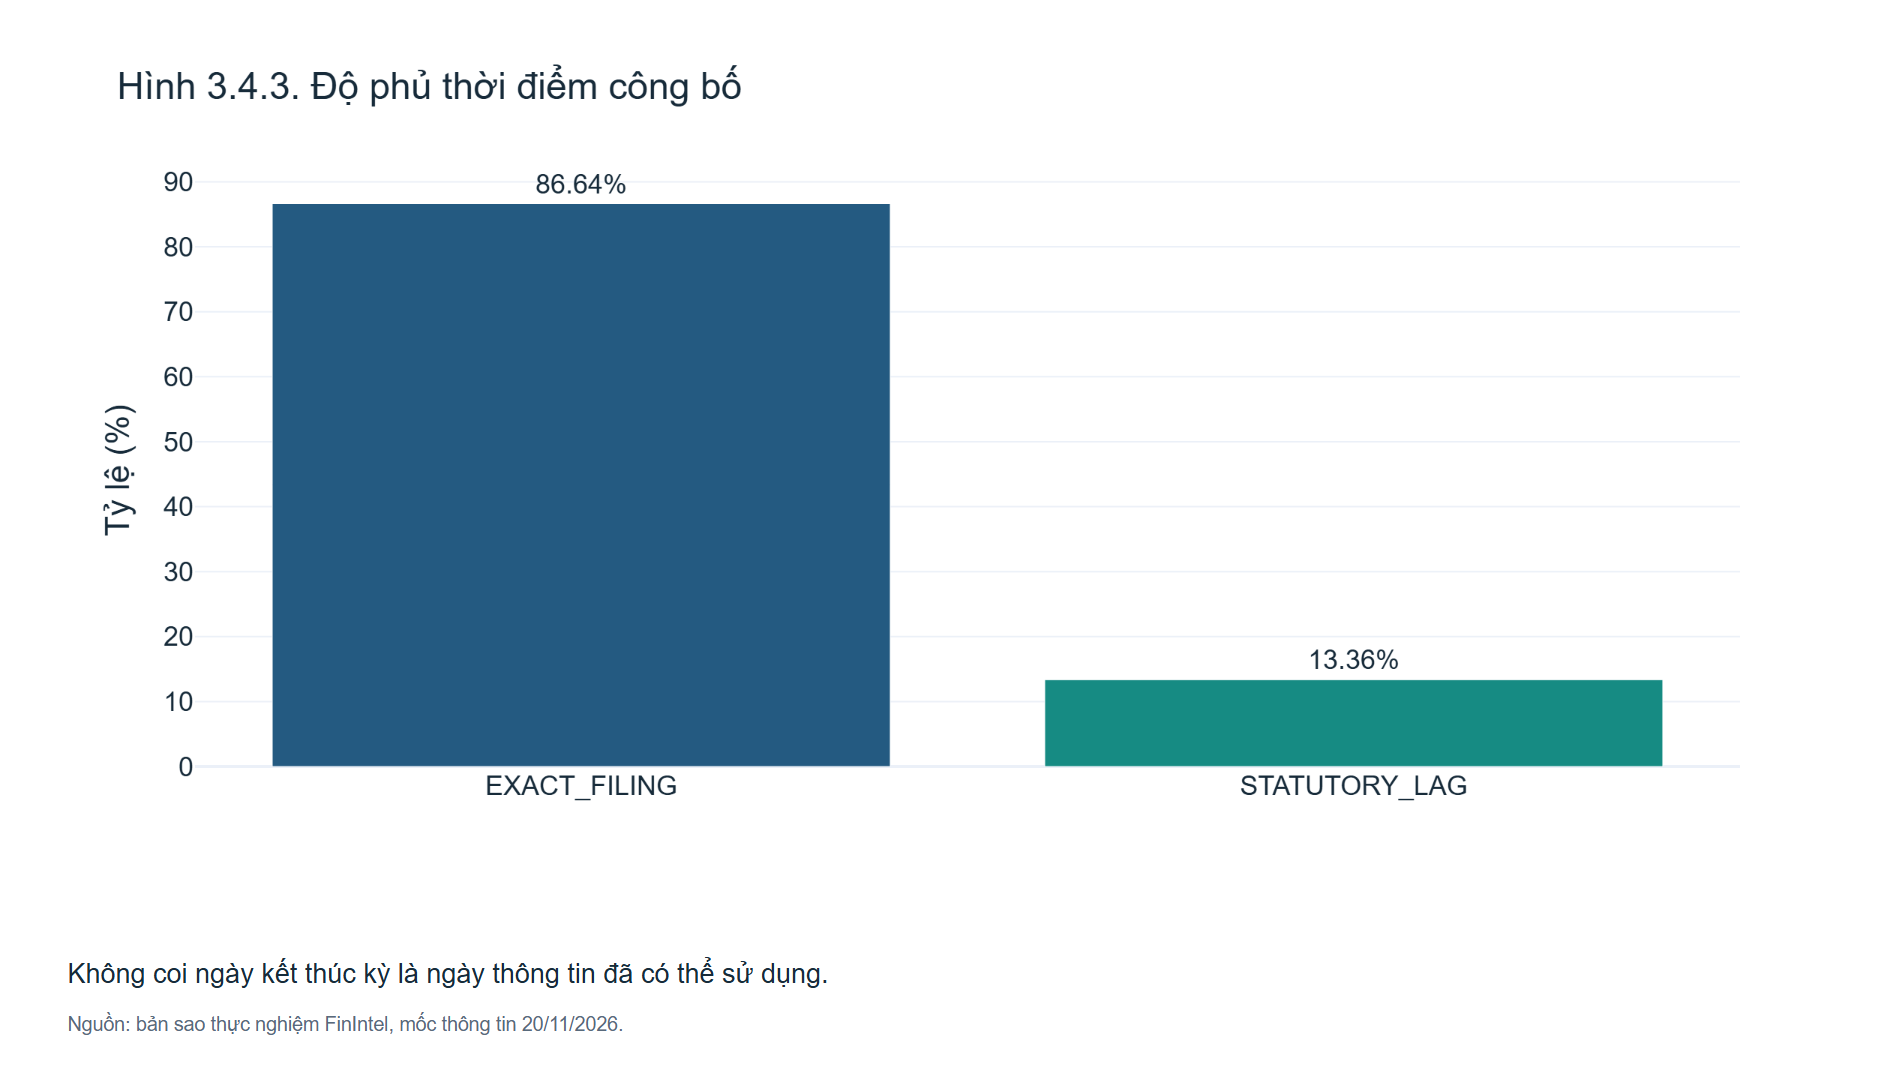 Hình 3.4.3. Độ phủ thời điểm công bố
Tỷ lệ (%)
90
80
70
60
50
40
30
20
10
0
86.64%
13.36%
EXACT_FILING
STATUTORY_LAG
Không coi ngày kết thúc kỳ là ngày thông tin đã có thể sử dụng.
Nguồn: bản sao thực nghiệm FinIntel, mốc thông tin 20/11/2026.